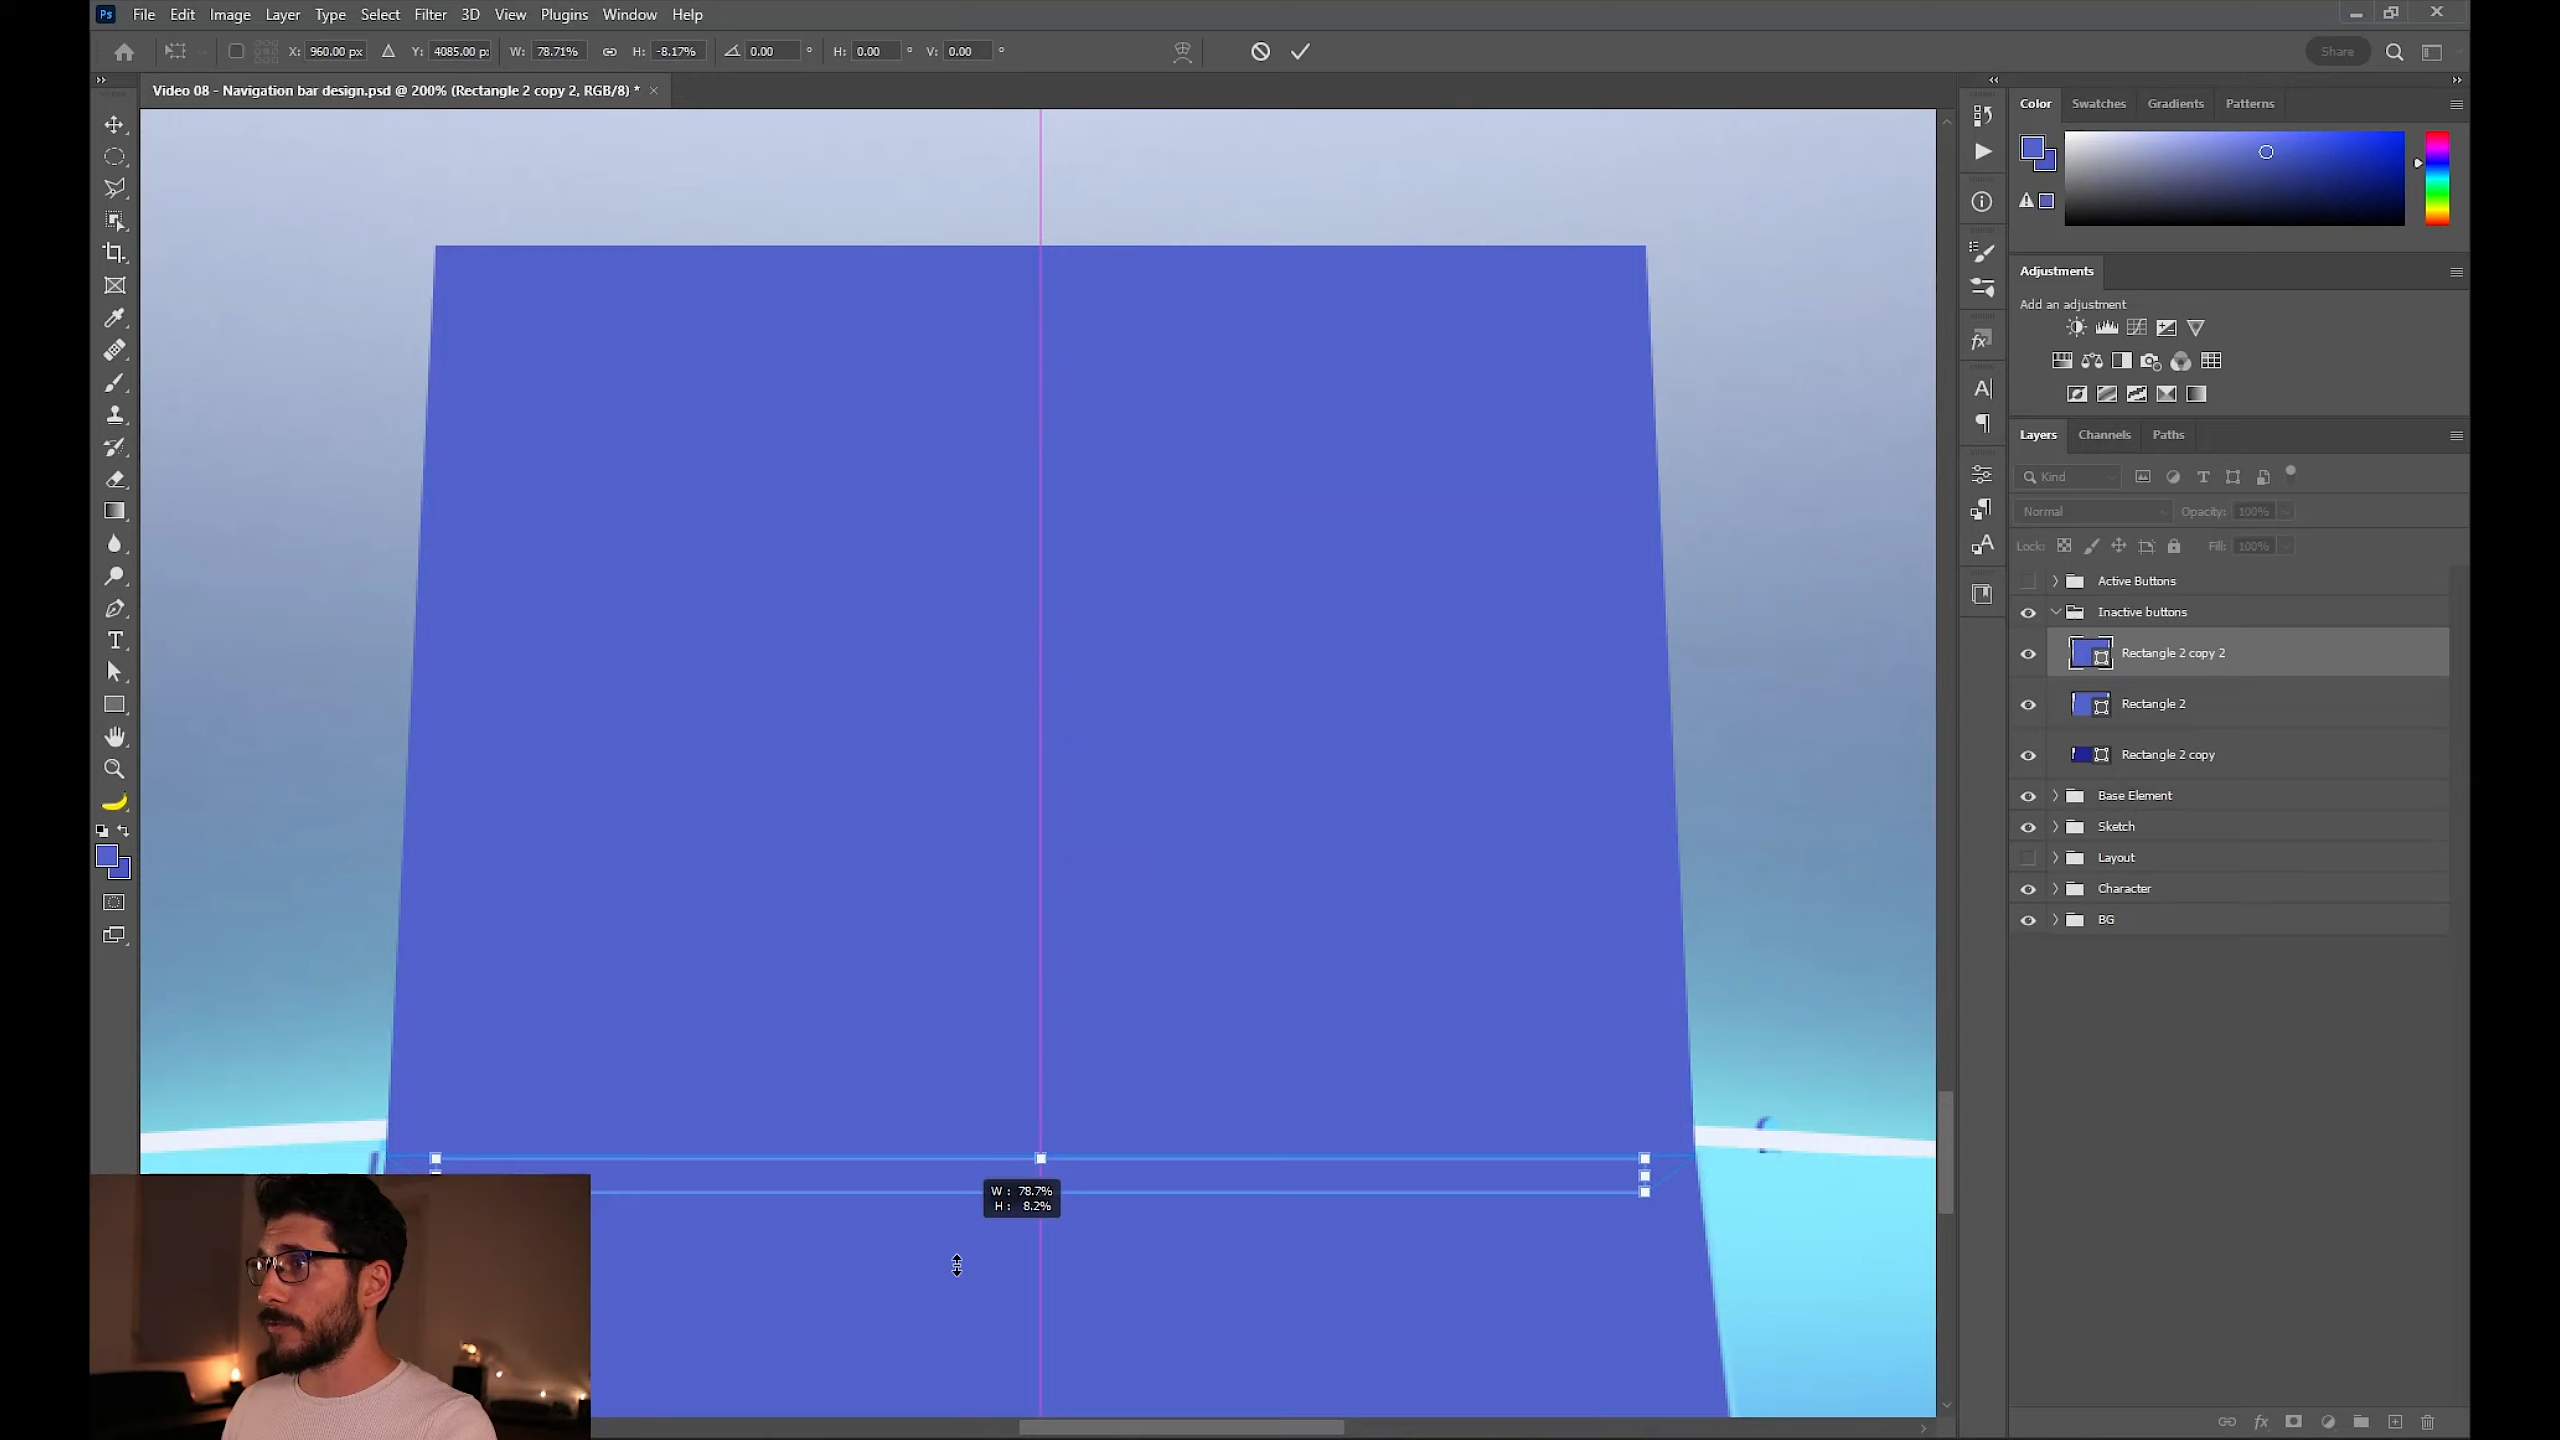 Ps File Edit Image Layer Type Select Filter 3D View Plugins Window Help
X: 960.00 px Y: 4085.00 p W: 78.71% H: -8.17% 0.00 ° H: 0.00 ° V: 0.00 °
Share
Video 08 - Navigation bar design.psd @ 200% (Rectangle 2 copy 2, RGB/8) *
Color Swatches Gradients Patterns
Adjustments
Add an adjustment
Layers Channels Paths
Kind
Normal Opacity: 100%
Lock: Fill: 100%
Active Buttons
Inactive buttons
Rectangle 2 copy 2
Rectangle 2
Rectangle 2 copy
Base Element
Sketch
Layout
Character
BG
W : 78.7%
H : 8.2%